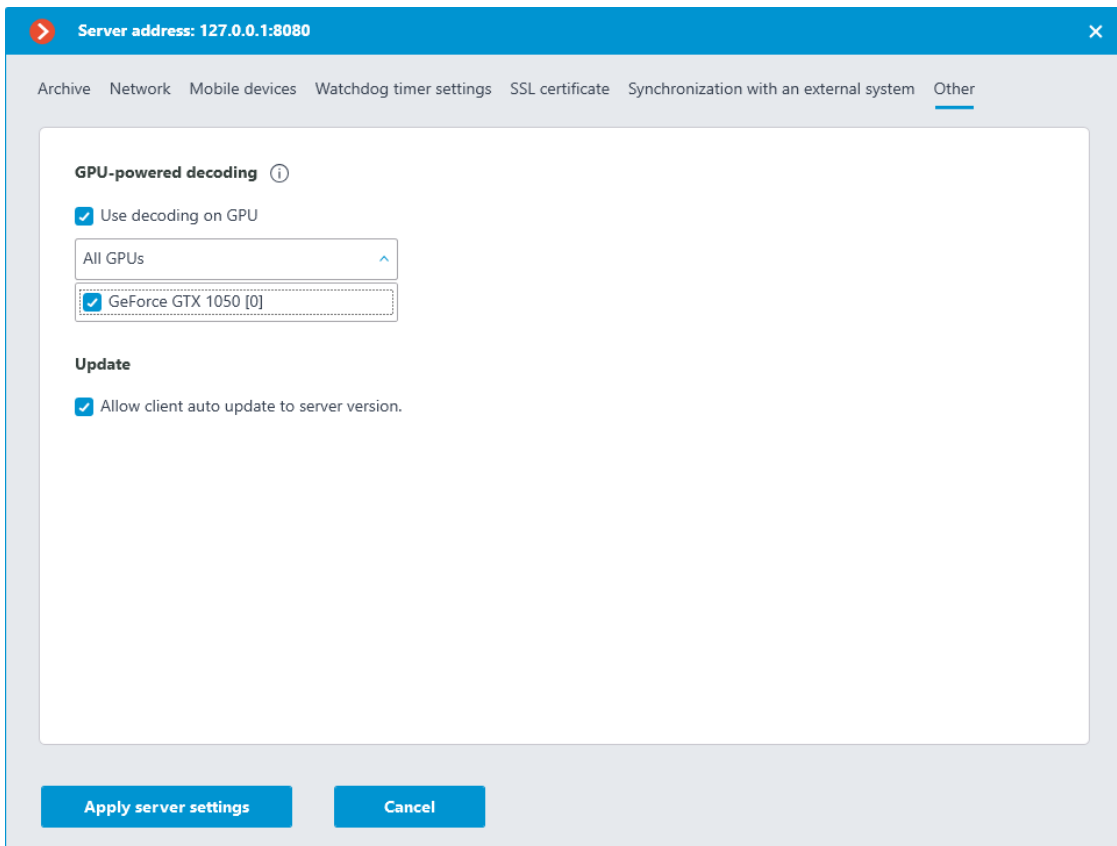 Server address: 127.0.0.1:8080
Archive Network Mobile devices Watchdog timer settings SSL certificate Synchronization with an external system Other
GPU-powered decoding
Use decoding on GPU
All GPUs
GeForce GTX 1050 [0]
Update
Allow client auto update to server version.
Apply server settings Cancel